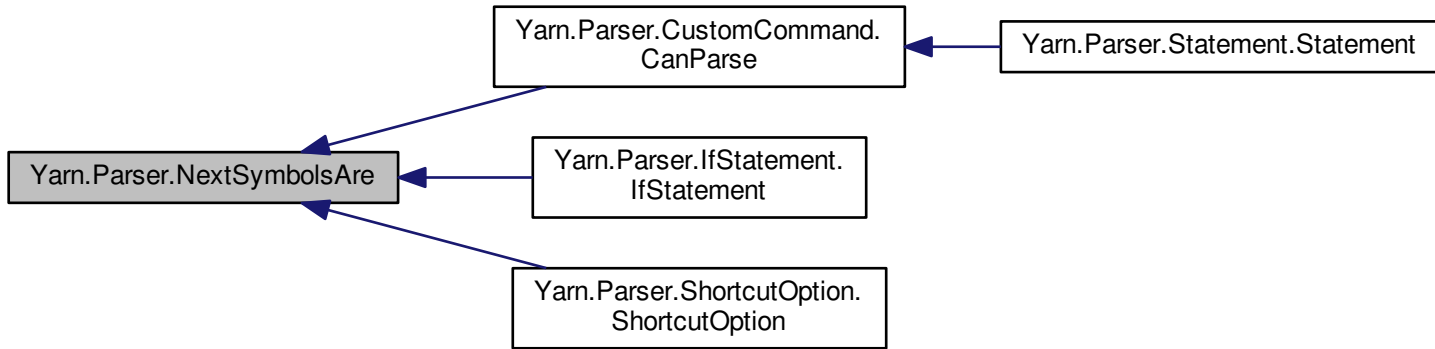 Yarn.Parser.CustomCommand.
CanParse
Yarn.Parser.Statement.Statement
Yarn.Parser.NextSymbolsAre
Yarn.Parser.IfStatement.
IfStatement
Yarn.Parser.ShortcutOption.
ShortcutOption